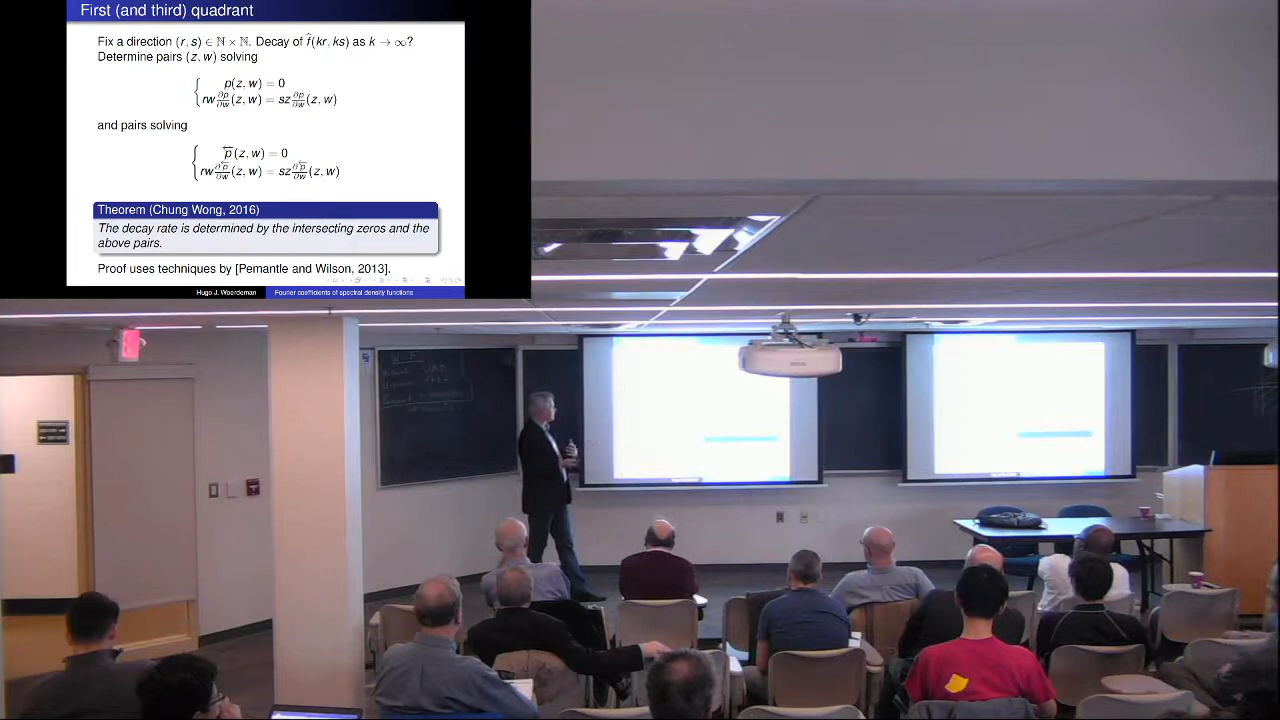 First (and third) quadrant
Fix a direction (r, s) ∈ ℕ × ℕ. Decay of f̂(kr, ks) as k → ∞?
Determine pairs (z, w) solving
p(z, w) = 0
rw ∂p/∂w (z, w) = sz ∂p/∂w (z, w)
and pairs solving
p⃖(z, w) = 0
rw ∂p⃖/∂w (z, w) = sz ∂p⃖/∂w (z, w)
Theorem (Chung Wong, 2016)
The decay rate is determined by the intersecting zeros and the
above pairs.
Proof uses techniques by [Pemantle and Wilson, 2013].
Hugo J. Woerdeman Fourier coefficients of spectral density functions